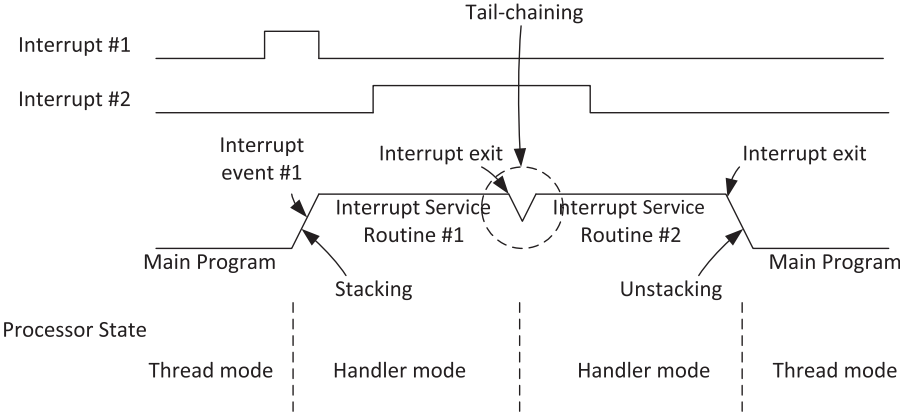 Tail-chaining
Interrupt #1
Interrupt #2
Interrupt
event #1
Interrupt exit
Interrupt exit
Interrupt Service
Routine #1
Interrupt Service
Routine #2
Main Program
Main Program
Stacking
Unstacking
Processor State
Thread mode
Handler mode
Handler mode
Thread mode